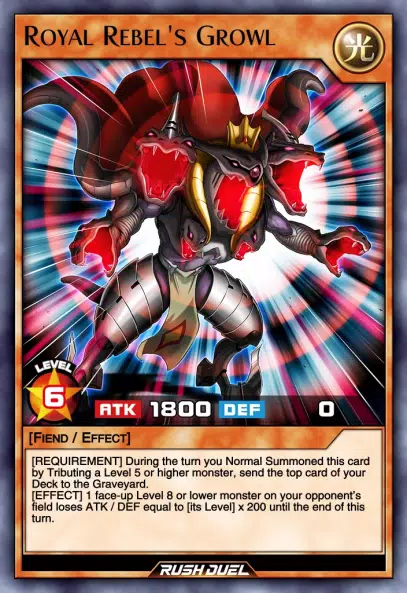 ROYAL REBEL'S GROWL
光
LEVEL
6
ATK 1800 DEF 0
[FIEND / EFFECT]
[REQUIREMENT] During the turn you Normal Summoned this card
by Tributing a Level 5 or higher monster, send the top card of your
Deck to the Graveyard.
[EFFECT] 1 face-up Level 8 or lower monster on your opponent's
field loses ATK / DEF equal to [its Level] x 200 until the end of this
turn.
RUSH DUEL